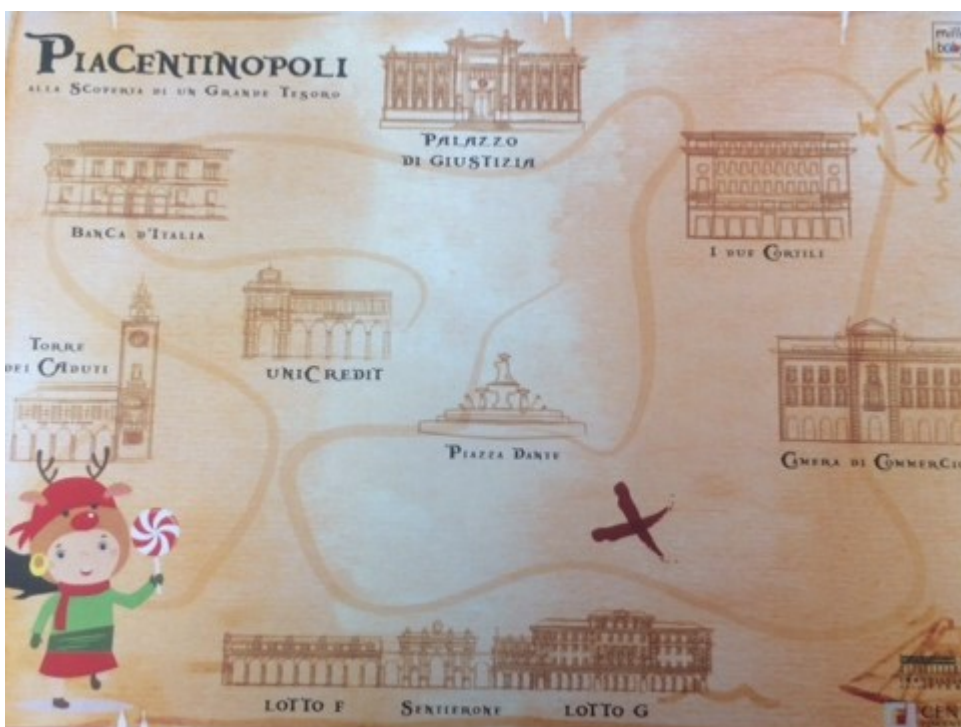 PIACENTINOPOLI
ALLA SCOPERTA DI UN GRANDE TESORO
PALAZZO
DI GIUSTIZIA
BANCA D'ITALIA
I DUE CORTILI
TORRE
DEI CADUTI
UNICREDIT
PIAZZA DANTE
CAMERA DI COMMERCIO
LOTTO F
SENTIERONE
LOTTO G
S